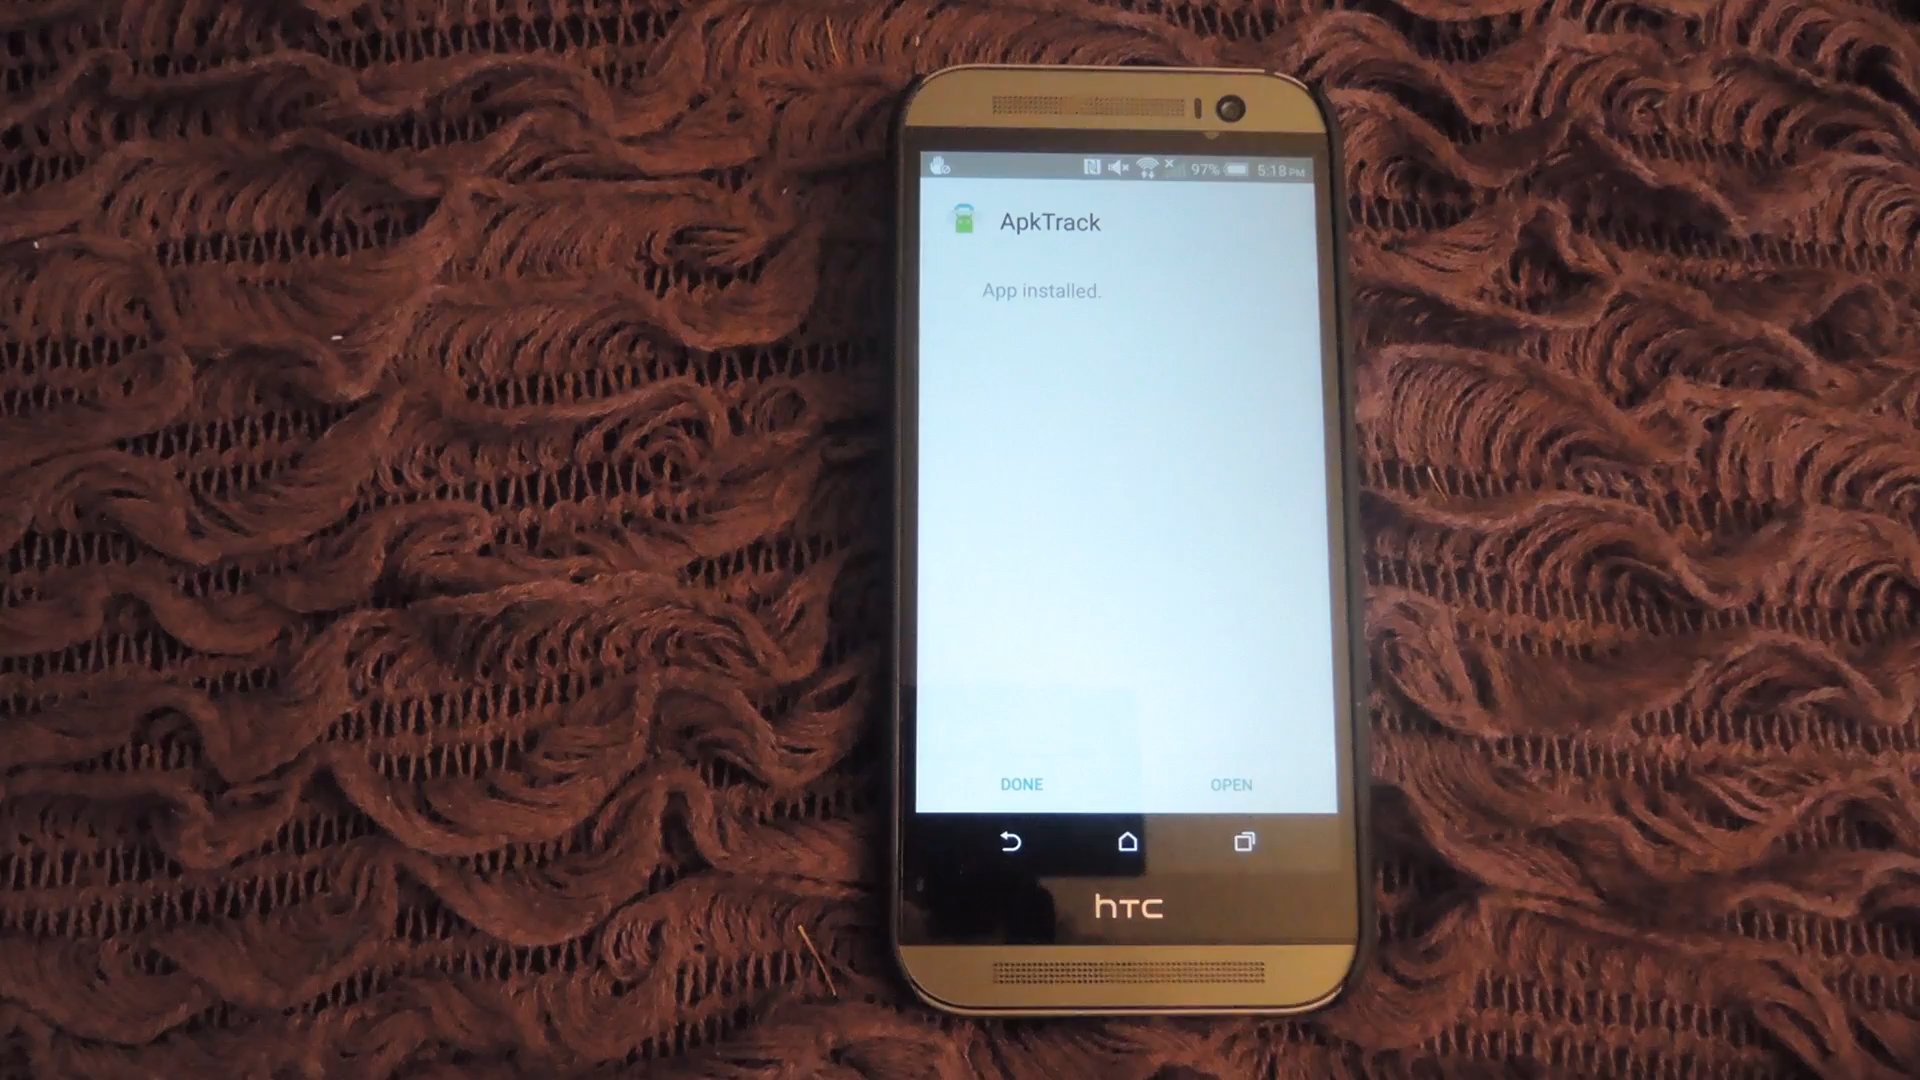 97% 5:18 PM
ApkTrack
App installed.
DONE OPEN
hTC